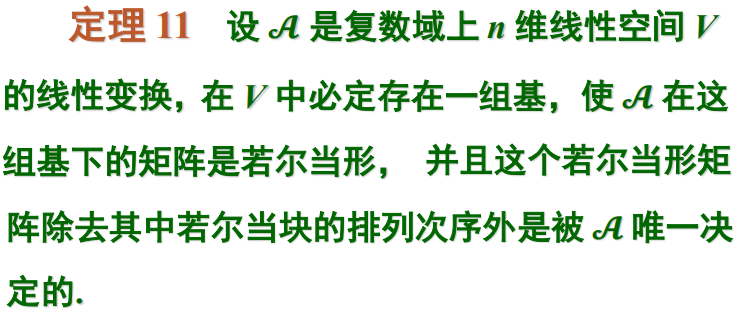 定理 11 设 𝒜 是复数域上 n 维线性空间 V
的线性变换，在 V 中必定存在一组基，使 𝒜 在这
组基下的矩阵是若尔当形， 并且这个若尔当形矩
阵除去其中若尔当块的排列次序外是被 𝒜 唯一决
定的.